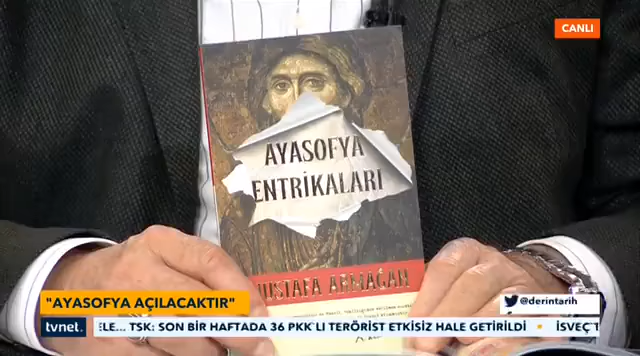 CANLI
AYASOFYA
ENTRİKALARI
MUSTAFA ARMAĞAN
"AYASOFYA AÇILACAKTIR"
@derintarih
tvnet
ELE... TSK: SON BİR HAFTADA 36 PKK'LI TERÖRİST ETKİSİZ HALE GETİRİLDİ
İSVEÇ'T